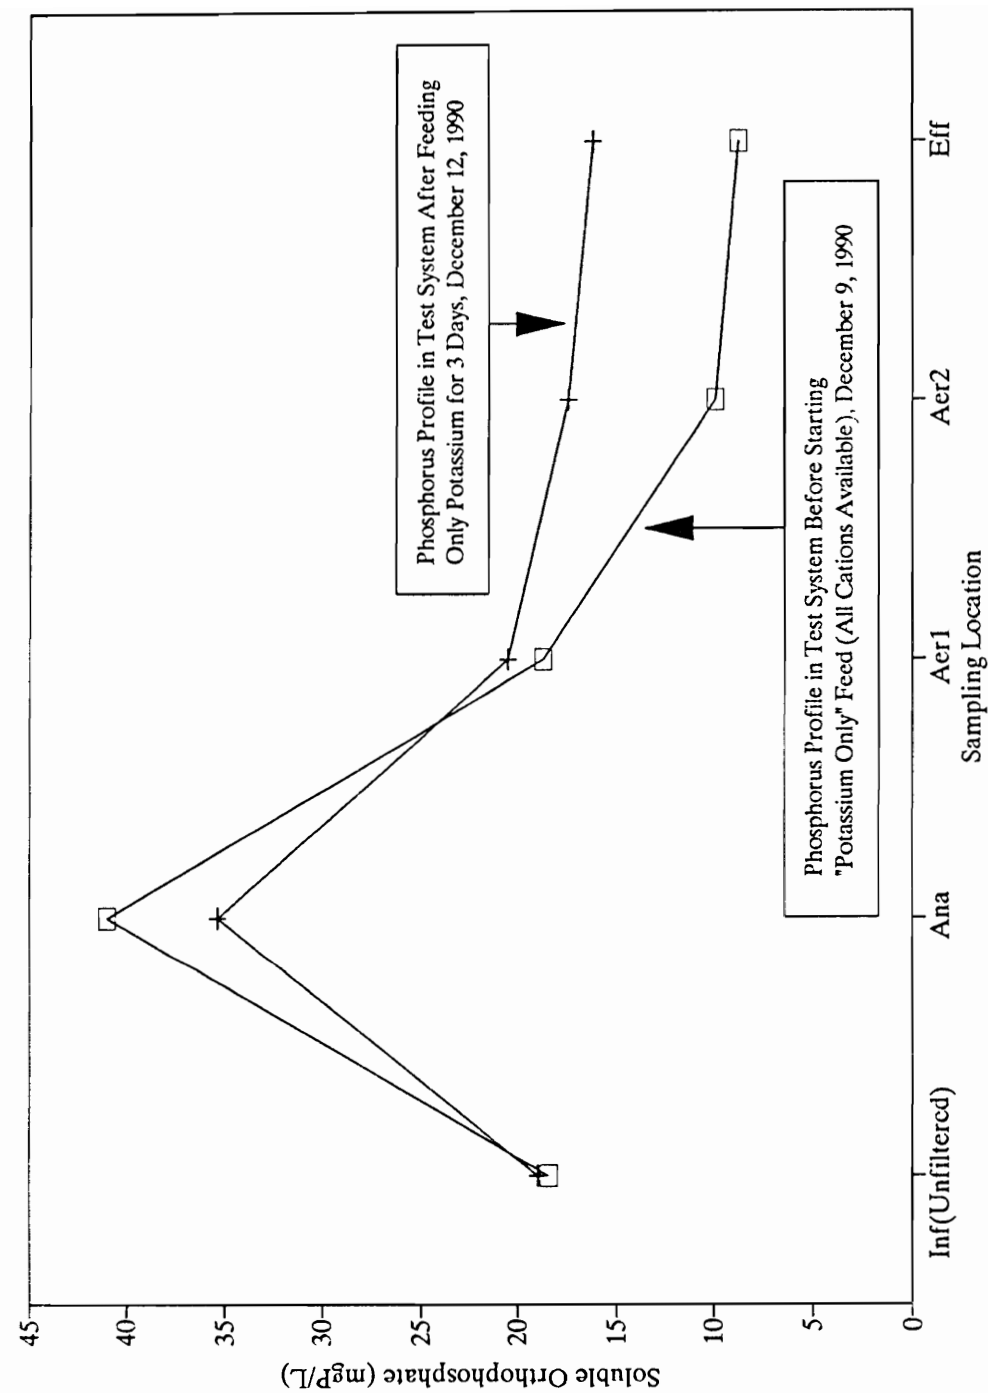 Soluble Orthophosphate (mgP/L)
45
40
35
30
25
20
15
10
5
0
Phosphorus Profile in Test System After Feeding
Only Potassium for 3 Days, December 12, 1990
Phosphorus Profile in Test System Before Starting
"Potassium Only" Feed (All Cations Available), December 9, 1990
Inf(Unfiltered)
Ana
Aer1
Aer2
Eff
Sampling Location